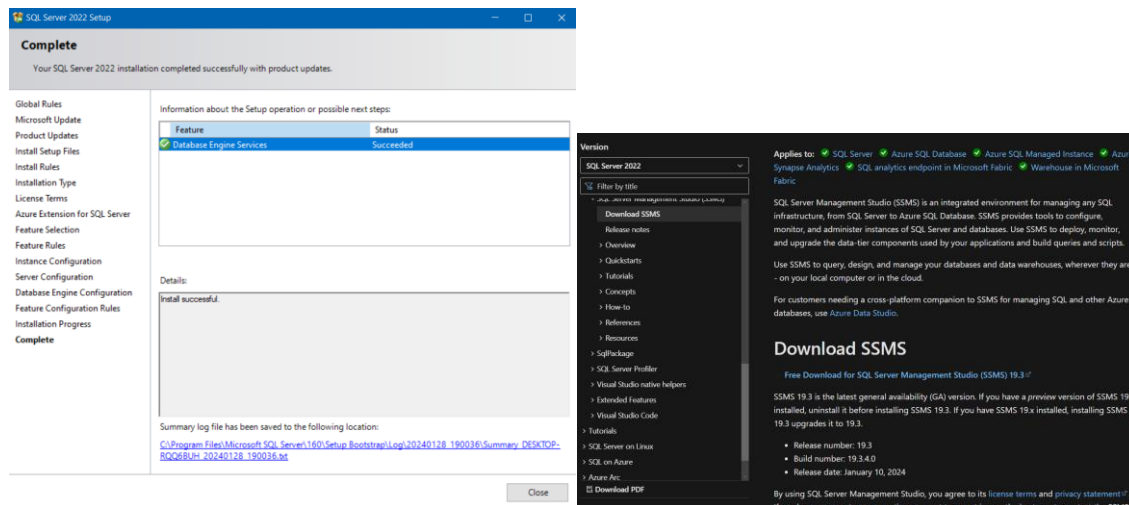 SQL Server 2022 Setup
Complete
Your SQL Server 2022 installation completed successfully with product updates.
Global Rules
Microsoft Update
Product Updates
Install Setup Files
Install Rules
Installation Type
License Terms
Azure Extension for SQL Server
Feature Selection
Feature Rules
Instance Configuration
Server Configuration
Database Engine Configuration
Feature Configuration Rules
Installation Progress
Complete
Information about the Setup operation or possible next steps:
Feature Status
Database Engine Services Succeeded
Details:
Install successful.
Summary log file has been saved to the following location:
C:\Program Files\Microsoft SQL Server\160\Setup Bootstrap\Log\20240128_190036\Summary_DESKTOP-
RQQ6BUH_20240128_190036.txt
Close
Version
SQL Server 2022
Filter by title
SQL Server Management Studio (SSMS)
Download SSMS
Release notes
> Overview
> Quickstarts
> Tutorials
> Concepts
> How-to
> References
> Resources
> SqlPackage
> SQL Server Profiler
> Visual Studio native helpers
> Extended Features
> Visual Studio Code
> Tutorials
> SQL Server on Linux
> SQL on Azure
> Azure Arc
Download PDF
Applies to: SQL Server Azure SQL Database Azure SQL Managed Instance Azur
Synapse Analytics SQL analytics endpoint in Microsoft Fabric Warehouse in Microsoft
Fabric
SQL Server Management Studio (SSMS) is an integrated environment for managing any SQL
infrastructure, from SQL Server to Azure SQL Database. SSMS provides tools to configure,
monitor, and administer instances of SQL Server and databases. Use SSMS to deploy, monitor,
and upgrade the data-tier components used by your applications and build queries and scripts.
Use SSMS to query, design, and manage your databases and data warehouses, wherever they are
- on your local computer or in the cloud.
For customers needing a cross-platform companion to SSMS for managing SQL and other Azure
databases, use Azure Data Studio.
Download SSMS
Free Download for SQL Server Management Studio (SSMS) 19.3
SSMS 19.3 is the latest general availability (GA) version. If you have a preview version of SSMS 19
installed, uninstall it before installing SSMS 19.3. If you have SSMS 19.x installed, installing SSMS
19.3 upgrades it to 19.3.
• Release number: 19.3
• Build number: 19.3.4.0
• Release date: January 10, 2024
By using SQL Server Management Studio, you agree to its license terms and privacy statement